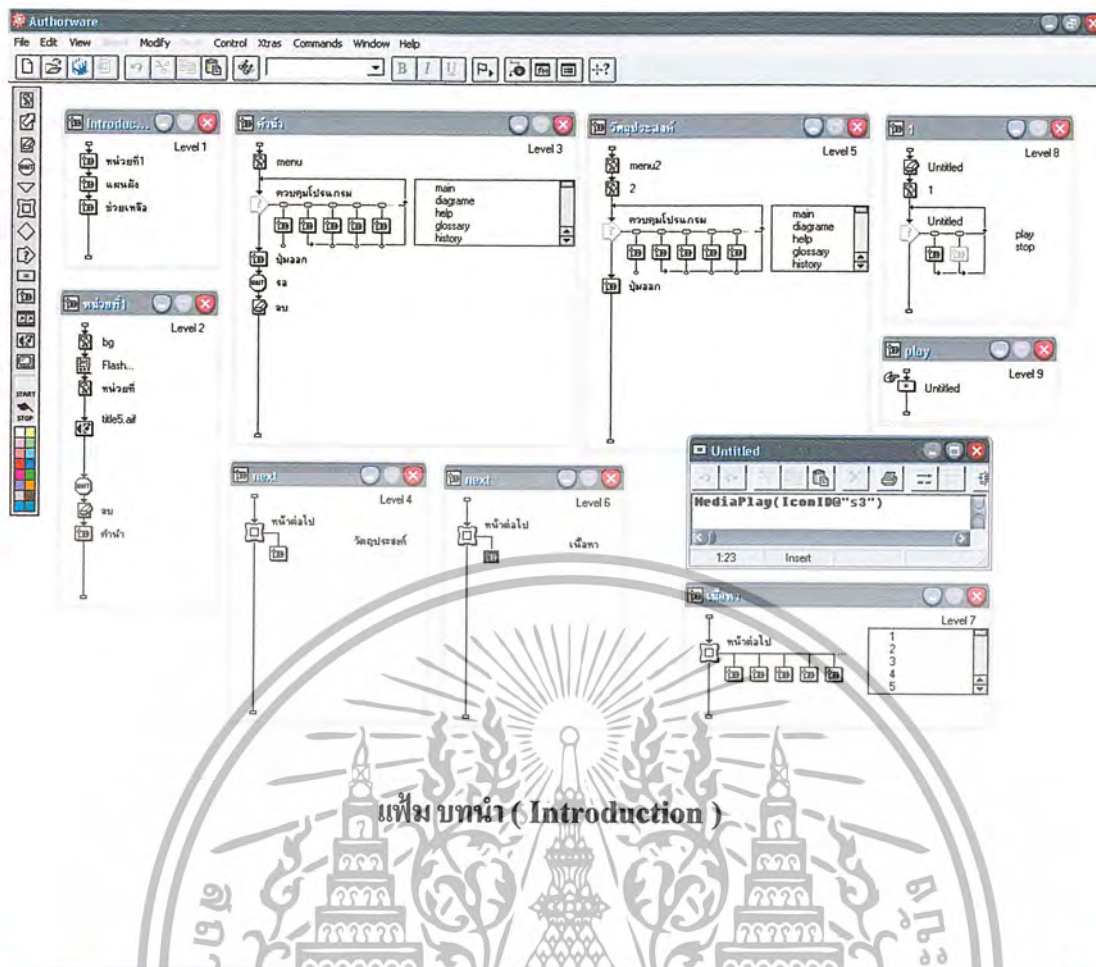 Authorware
File Edit View Modify Control Xtras Commands Window Help
B I U
Introduc...
Level 1
หน่วยที่1
แผนผัง
ช่วยเหลือ
คำนำ
Level 3
menu
ควบคุมโปรแกรม
main
diagrame
help
glossary
history
ปุ่มออก
WAIT รอ
ลบ
วัตถุประสงค์
Level 5
menu2
2
ควบคุมโปรแกรม
main
diagrame
help
glossary
history
ปุ่มออก
1
Level 8
Untitled
1
Untitled
play
stop
หน่วยที่1
Level 2
bg
Flash...
หน่วยที่
title5.aif
WAIT
ลบ
คำนำ
play
Level 9
Untitled
START
STOP
next
Level 4
หน้าต่อไป
วัตถุประสงค์
next
Level 6
หน้าต่อไป
เนื้อหา
Untitled
MediaPlay(IconID@"s3")
1:23 Insert
เนื้อหา
Level 7
หน้าต่อไป
1
2
3
4
5
แฟ้ม บทนำ ( Introduction )